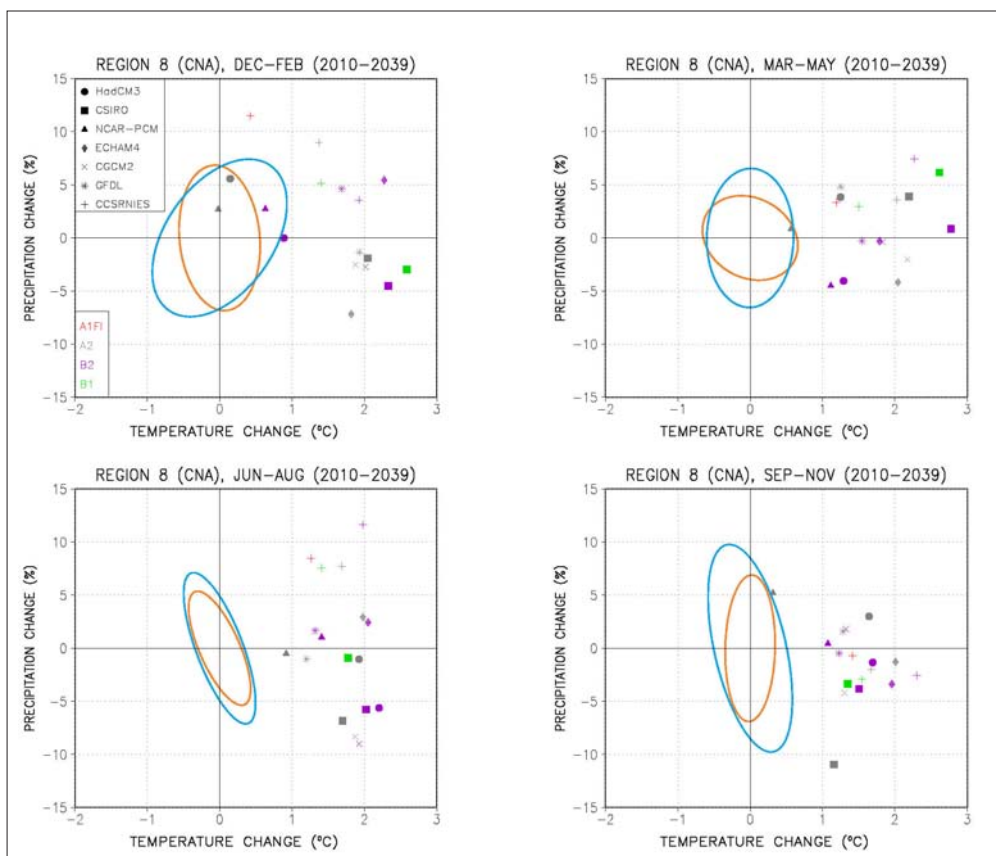 REGION 8 (CNA), DEC-FEB (2010-2039)
PRECIPITATION CHANGE (%)
15
10
5
0
-5
-10
-15
HadCM3
CSIRO
NCAR-PCM
ECHAM4
CGCM2
GFDL
CCSRNIES
A1FI
A2
B2
B1
-2 -1 0 1 2 3
TEMPERATURE CHANGE (ºC)
REGION 8 (CNA), MAR-MAY (2010-2039)
PRECIPITATION CHANGE (%)
15
10
5
0
-5
-10
-15
-2 -1 0 1 2 3
TEMPERATURE CHANGE (ºC)
REGION 8 (CNA), JUN-AUG (2010-2039)
PRECIPITATION CHANGE (%)
15
10
5
0
-5
-10
-15
-2 -1 0 1 2 3
TEMPERATURE CHANGE (ºC)
REGION 8 (CNA), SEP-NOV (2010-2039)
PRECIPITATION CHANGE (%)
15
10
5
0
-5
-10
-15
-2 -1 0 1 2 3
TEMPERATURE CHANGE (ºC)